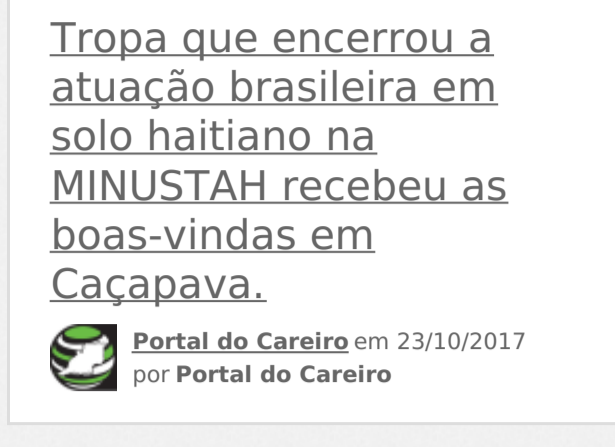 Tropa que encerrou a
atuação brasileira em
solo haitiano na
MINUSTAH recebeu as
boas-vindas em
Caçapava.
Portal do Careiro em 23/10/2017
por Portal do Careiro